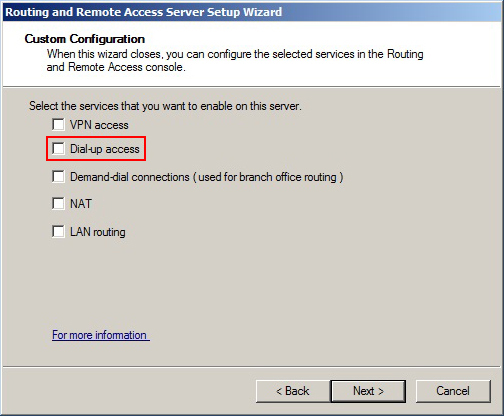 Routing and Remote Access Server Setup Wizard
Custom Configuration
When this wizard closes, you can configure the selected services in the Routing
and Remote Access console.
Select the services that you want to enable on this server.
VPN access
Dial-up access
Demand-dial connections ( used for branch office routing )
NAT
LAN routing
For more information
< Back
Next >
Cancel